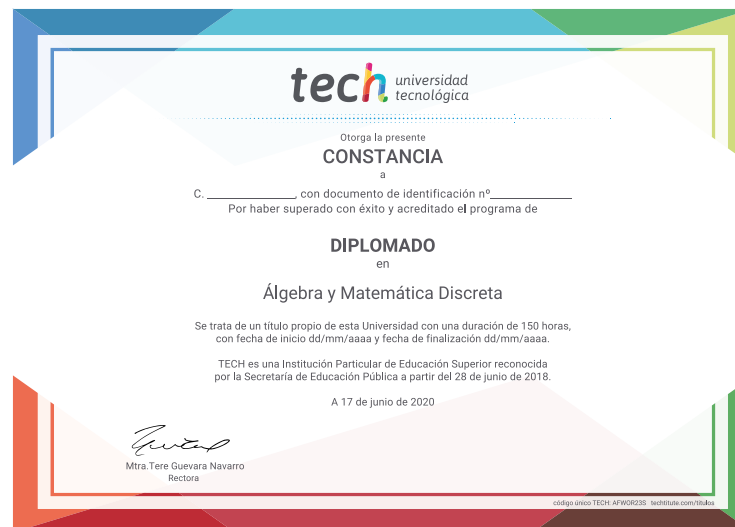 tech universidad
tecnológica
Otorga la presente
CONSTANCIA
a
C. ________________, con documento de identificación nº______________
Por haber superado con éxito y acreditado el programa de
DIPLOMADO
en
Álgebra y Matemática Discreta
Se trata de un título propio de esta Universidad con una duración de 150 horas,
con fecha de inicio dd/mm/aaaa y fecha de finalización dd/mm/aaaa.
TECH es una Institución Particular de Educación Superior reconocida
por la Secretaría de Educación Pública a partir del 28 de junio de 2018.
A 17 de junio de 2020
Mtra.Tere Guevara Navarro
Rectora
código único TECH: AFWOR23S techtitute.com/titulos